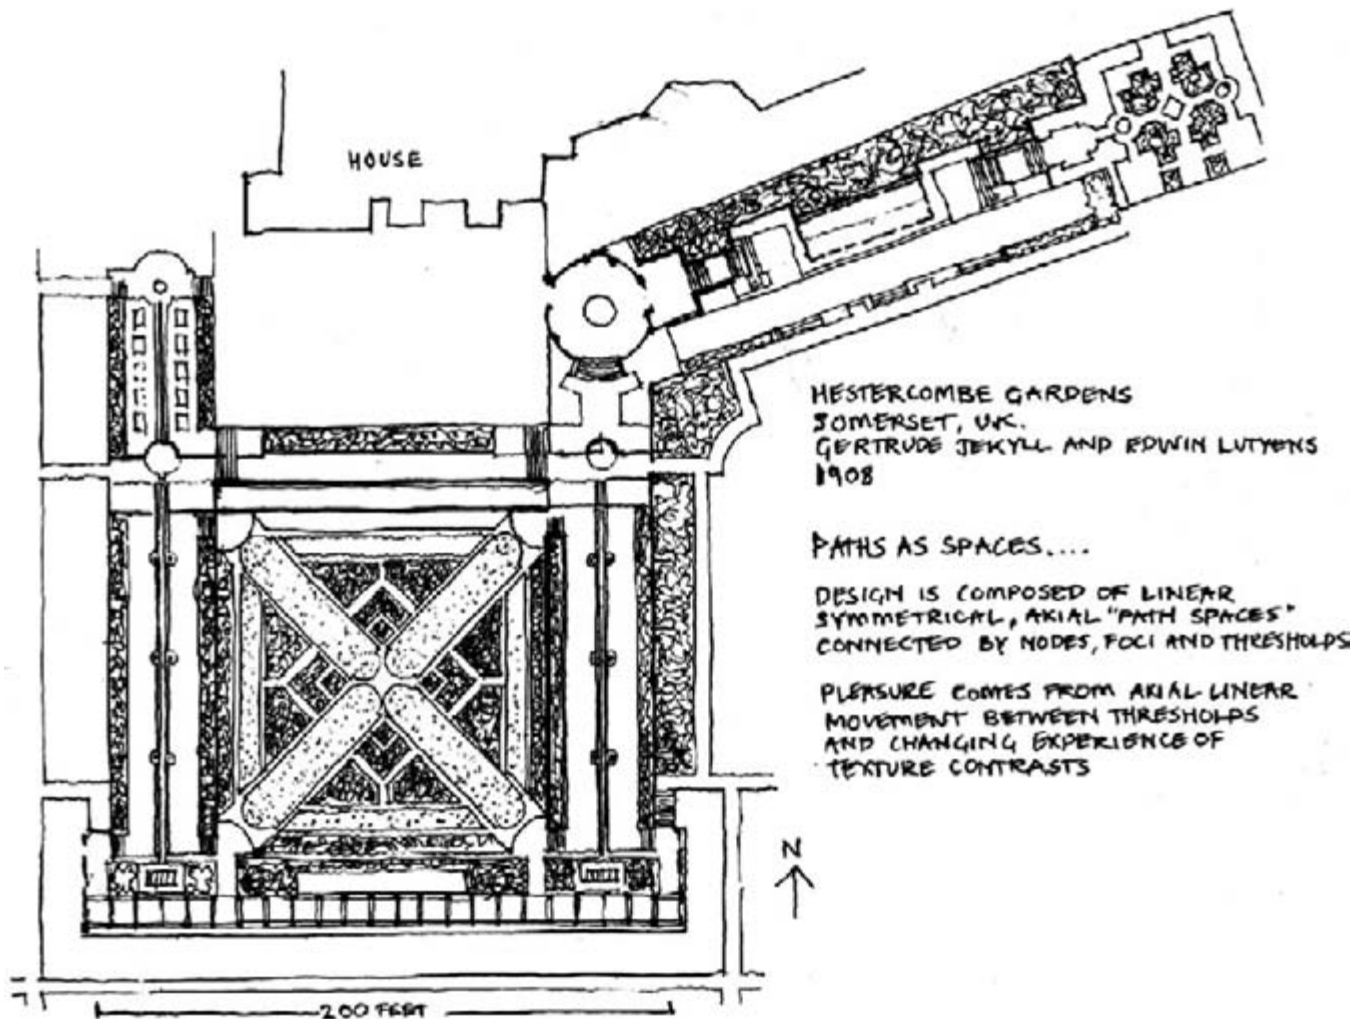 HOUSE
HESTERCOMBE GARDENS
SOMERSET, U.K.
GERTRUDE JEKYLL AND EDWIN LUTYENS
1908
PATHS AS SPACES....
DESIGN IS COMPOSED OF LINEAR
SYMMETRICAL, AXIAL "PATH SPACES"
CONNECTED BY NODES, FOCI AND THRESHOLDS
PLEASURE COMES FROM AXIAL LINEAR
MOVEMENT BETWEEN THRESHOLDS
AND CHANGING EXPERIENCE OF
TEXTURE CONTRASTS
N
200 FEET